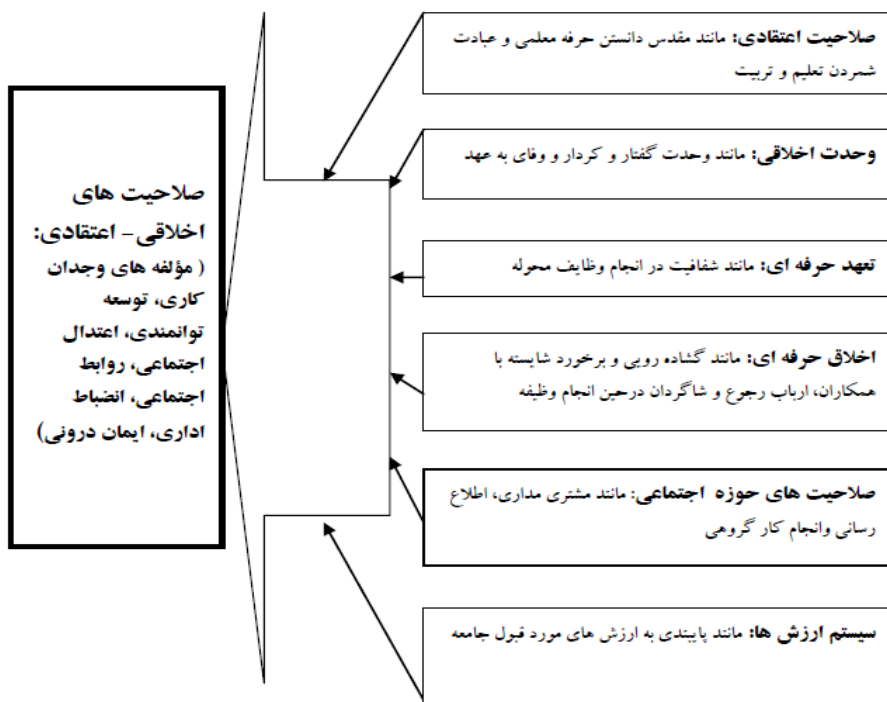 صلاحیت اعتقادی: مانند مقدس دانستن حرفه معلمی و عبادت
شمردن تعلیم و تربیت
وحدت اخلاقی: مانند وحدت گفتار و کردار و وفای به عهد
تعهد حرفه ای: مانند شفافیت در انجام وظایف محوله
اخلاق حرفه ای: مانند گشاده رویی و برخورد شایسته با
همکاران، ارباب رجوع و شاگردان درحین انجام وظیفه
صلاحیت های حوزه اجتماعی: مانند مشتری مداری، اطلاع
رسانی وانجام کار گروهی
سیستم ارزش ها: مانند پایبندی به ارزش های مورد قبول جامعه
صلاحیت های
اخلاقی- اعتقادی:
( مؤلفه های وجدان
کاری، توسعه
توانمندی، اعتدال
اجتماعی، روابط
اجتماعی، انضباط
اداری، ایمان درونی)